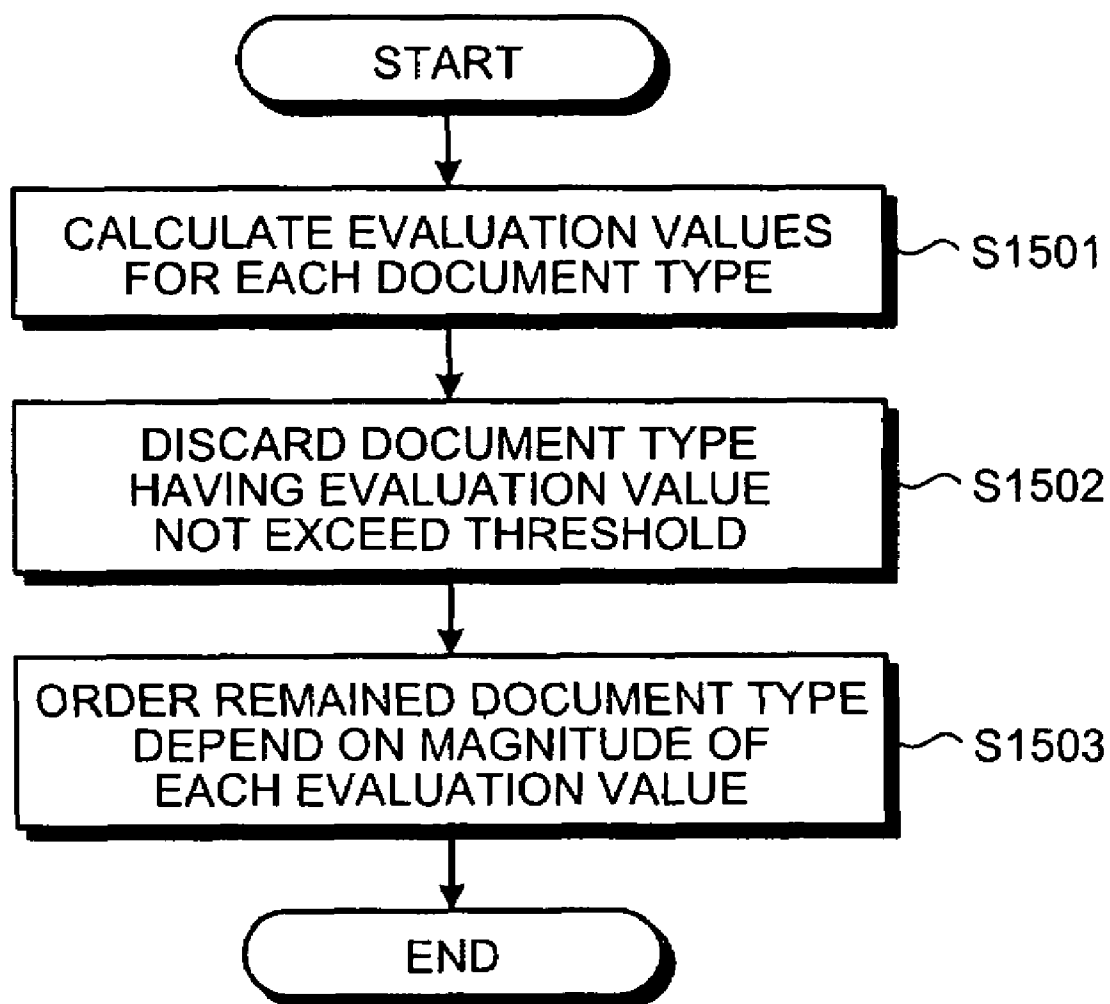 START
CALCULATE EVALUATION VALUES
FOR EACH DOCUMENT TYPE
S1501
DISCARD DOCUMENT TYPE
HAVING EVALUATION VALUE
NOT EXCEED THRESHOLD
S1502
ORDER REMAINED DOCUMENT TYPE
DEPEND ON MAGNITUDE OF
EACH EVALUATION VALUE
S1503
END